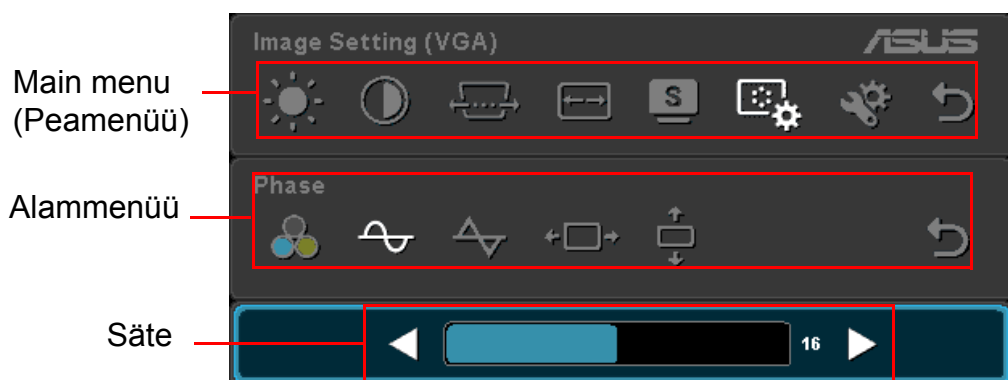 Image Setting (VGA)
ASUS
Main menu
(Peamenüü)
S
Phase
Alammenüü
Säte
16